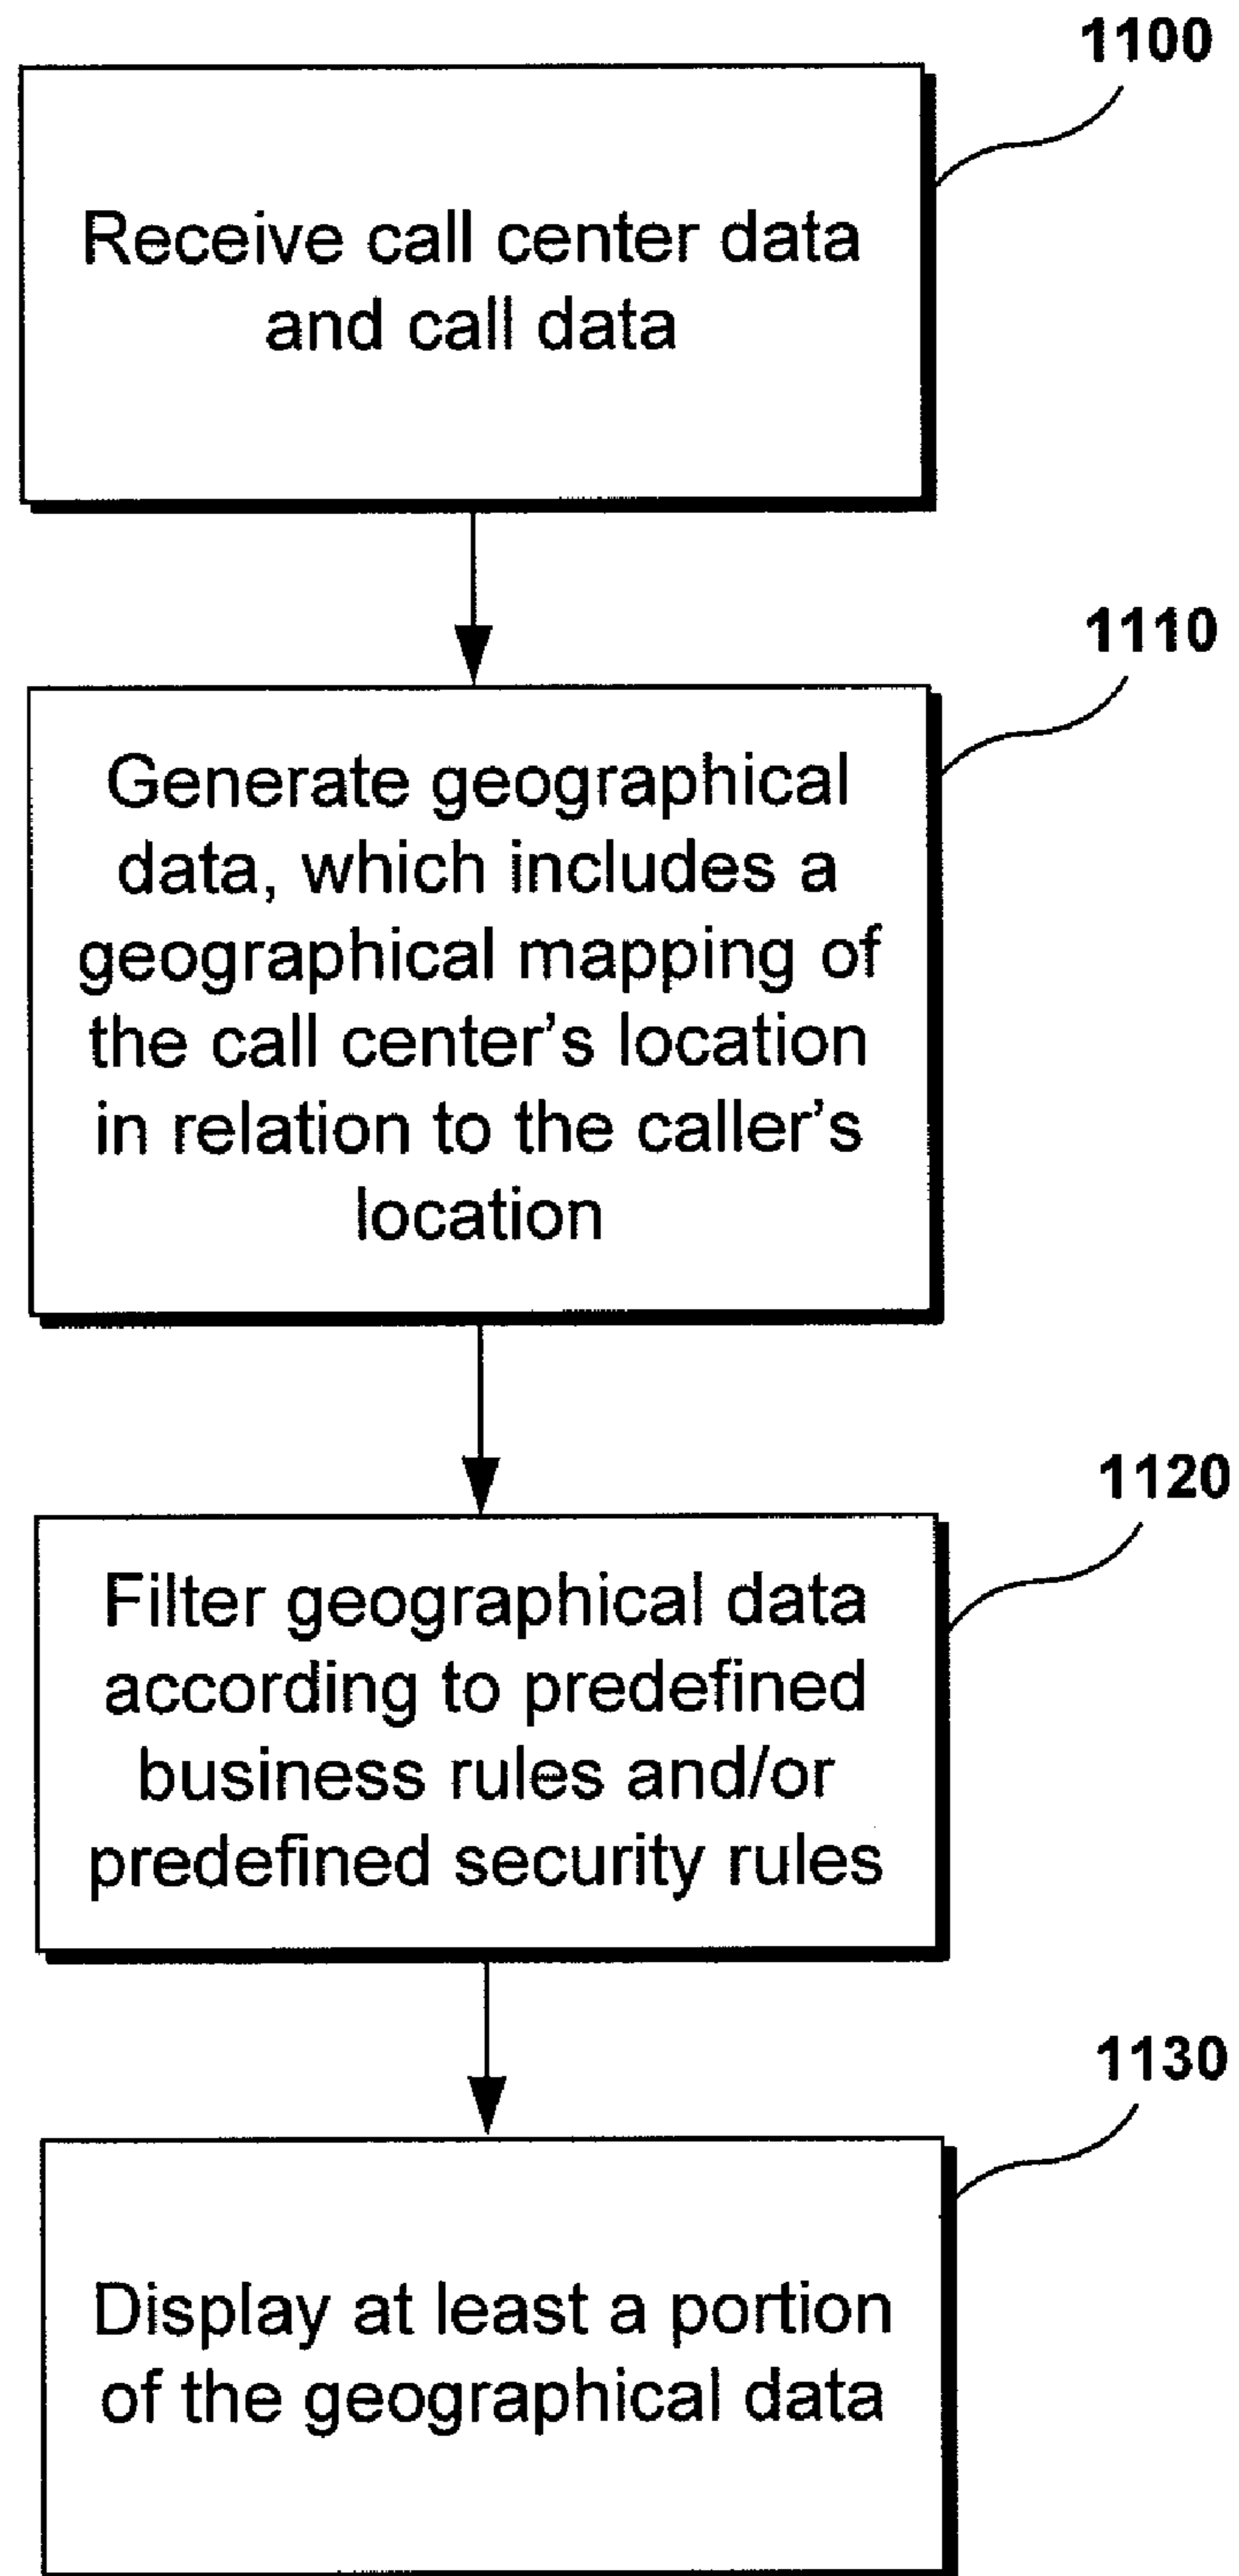 1100
Receive call center data
and call data
1110
Generate geographical
data, which includes a
geographical mapping of
the call center’s location
in relation to the caller’s
location
1120
Filter geographical data
according to predefined
business rules and/or
predefined security rules
1130
Display at least a portion
of the geographical data